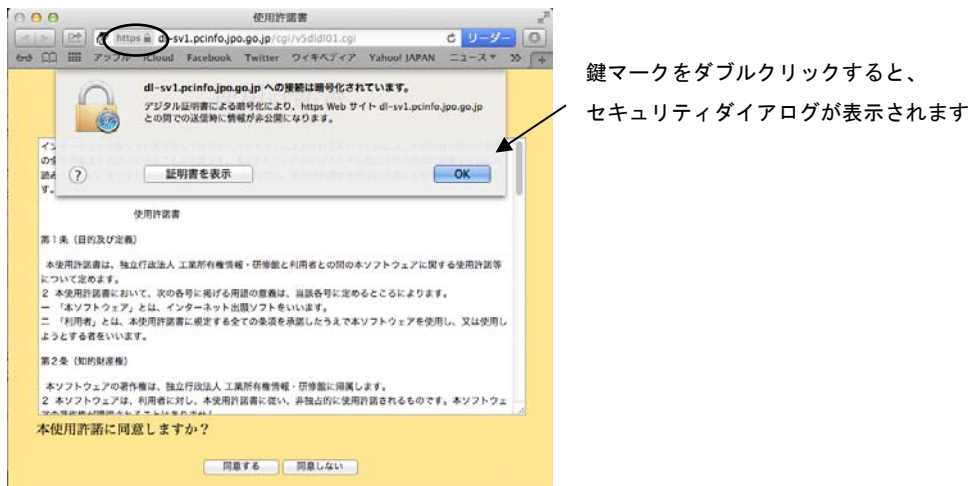 使用許諾書
https dl-sv1.pcinfo.jpo.go.jp/cgi/v5dldl01.cgi
リーダー
アップル iCloud Facebook Twitter ウィキペディア Yahoo! JAPAN ニュース
dl-sv1.pcinfo.jpo.go.jp への接続は暗号化されています。
デジタル証明書による暗号化により、https Web サイト dl-sv1.pcinfo.jpo.go.jp
との間での送信時に情報が非公開になります。
? 証明書を表示 OK
鍵マークをダブルクリックすると、
セキュリティダイアログが表示されます
す。
使用許諾書
第1条（目的及び定義）
本使用許諾書は、独立行政法人 工業所有権情報・研修館と利用者との間の本ソフトウェアに関する使用許諾等
について定めます。
2 本使用許諾書において、次の各号に掲げる用語の意義は、当該各号に定めるところによります。
一 「本ソフトウェア」とは、インターネット出願ソフトをいいます。
二 「利用者」とは、本使用許諾書に規定する全ての条項を承諾したうえで本ソフトウェアを使用し、又は使用し
ようとする者をいいます。
第2条（知的財産権）
本ソフトウェアの著作権は、独立行政法人 工業所有権情報・研修館に帰属します。
2 本ソフトウェアは、利用者に対し、本使用許諾書に従い、非独占的に使用許諾されるものです。本ソフトウェ
本使用許諾に同意しますか？
同意する 同意しない